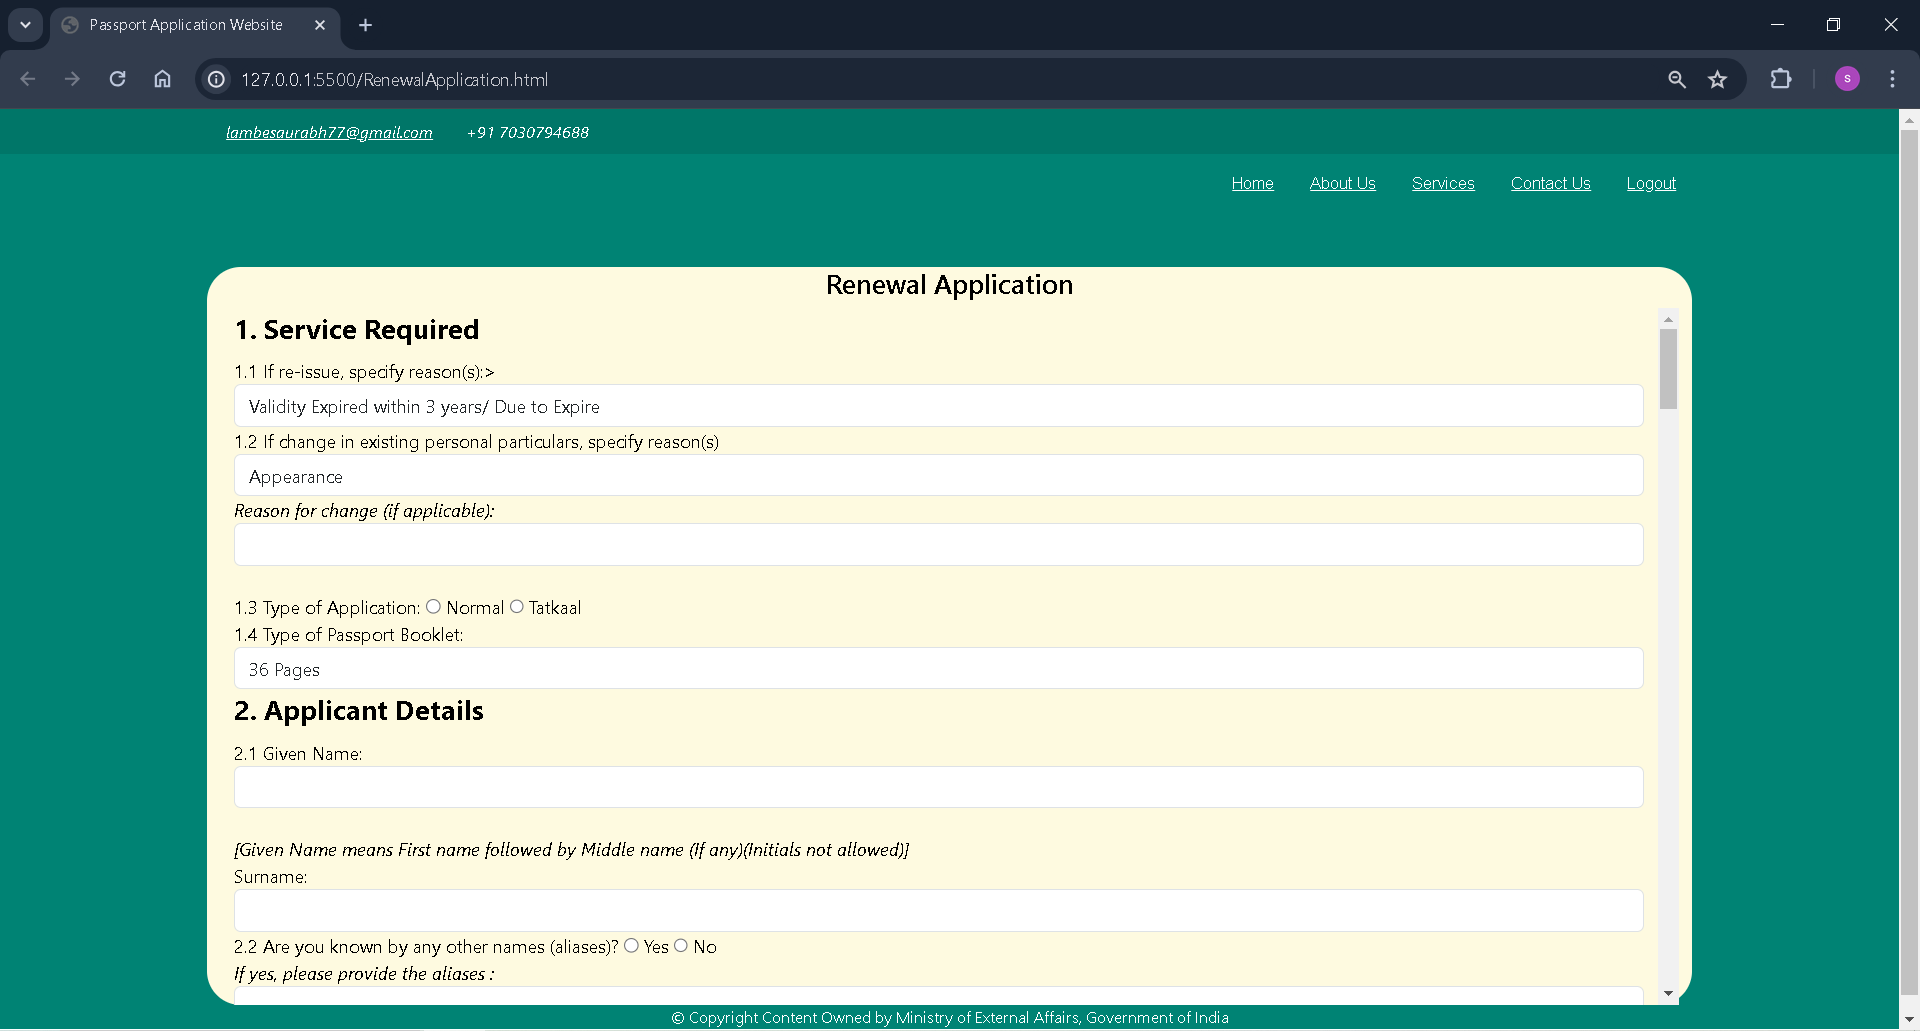 Passport Application Website
127.0.0.1:5500/RenewalApplication.html
S
lambesaurabh77@gmail.com +91 7030794688
Home About Us Services Contact Us Logout
Renewal Application
1. Service Required
1.1 If re-issue, specify reason(s):>
Validity Expired within 3 years/ Due to Expire
1.2 If change in existing personal particulars, specify reason(s)
Appearance
Reason for change (if applicable):
1.3 Type of Application: Normal Tatkaal
1.4 Type of Passport Booklet:
36 Pages
2. Applicant Details
2.1 Given Name:
[Given Name means First name followed by Middle name (If any)(Initials not allowed)]
Surname:
2.2 Are you known by any other names (aliases)? Yes No
If yes, please provide the aliases :
© Copyright Content Owned by Ministry of External Affairs, Government of India